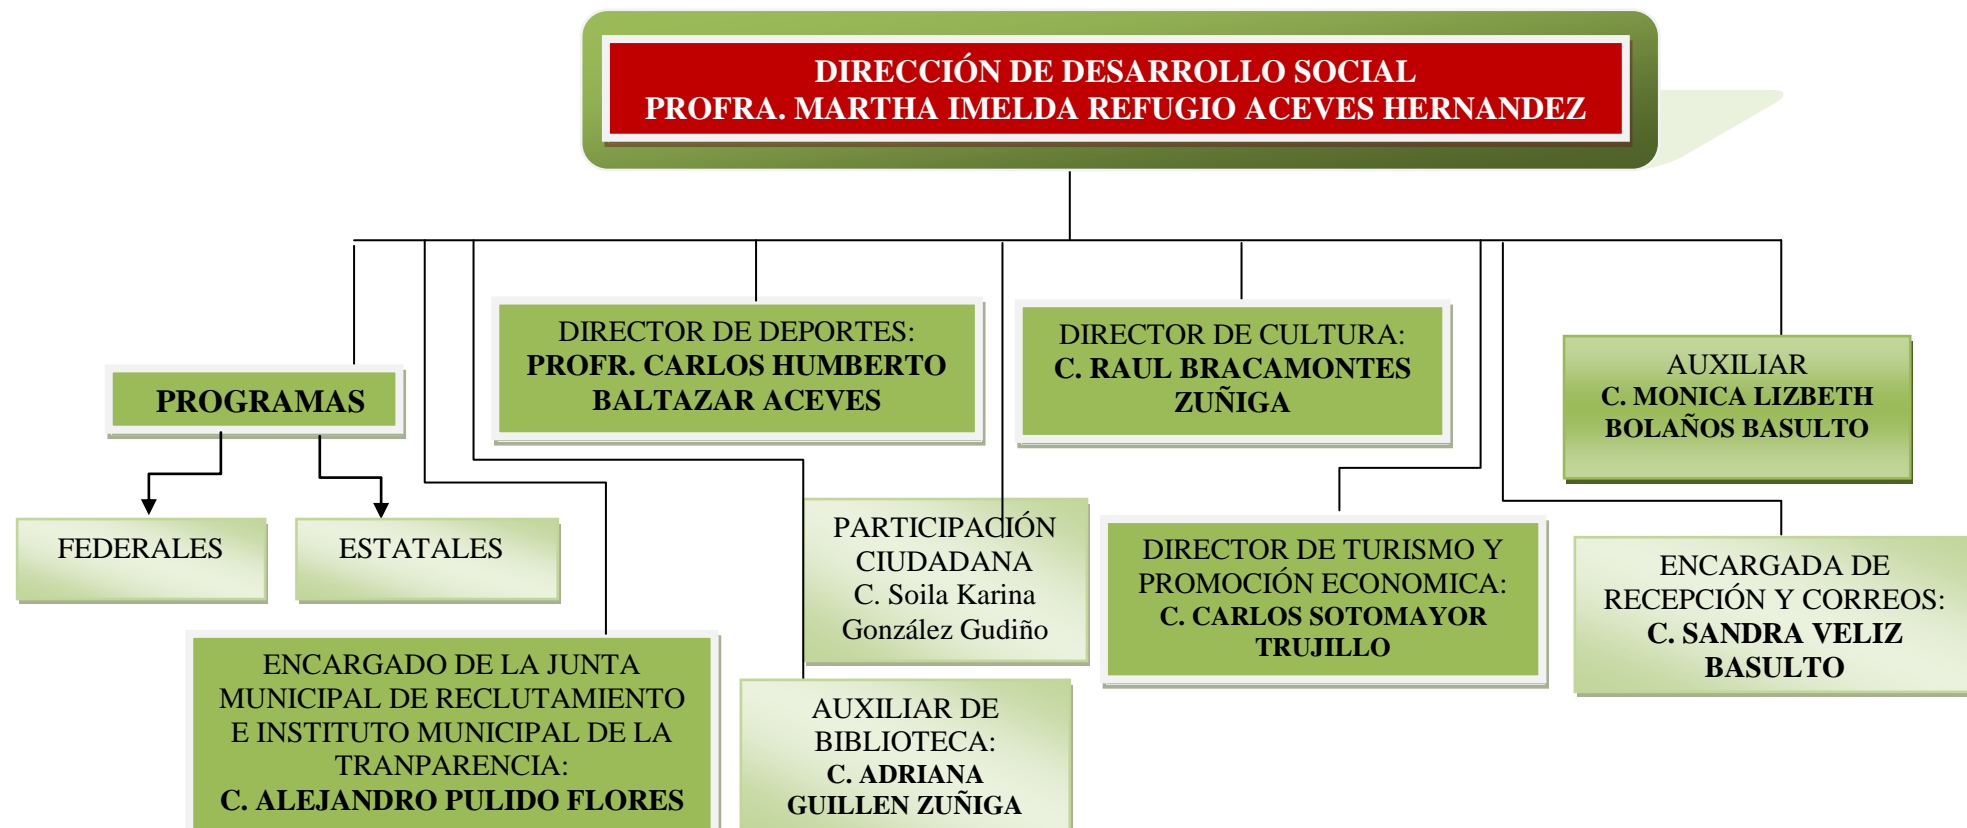 DIRECCIÓN DE DESARROLLO SOCIAL
PROFRA. MARTHA IMELDA REFUGIO ACEVES HERNANDEZ
PROGRAMAS
FEDERALES
ESTATALES
DIRECTOR DE DEPORTES:
PROFR. CARLOS HUMBERTO
BALTAZAR ACEVES
DIRECTOR DE CULTURA:
C. RAUL BRACAMONTES
ZUÑIGA
AUXILIAR
C. MONICA LIZBETH
BOLAÑOS BASULTO
PARTICIPACIÓN
CIUDADANA
C. Soila Karina
González Gudiño
DIRECTOR DE TURISMO Y
PROMOCIÓN ECONOMICA:
C. CARLOS SOTOMAYOR
TRUJILLO
ENCARGADA DE
RECEPCIÓN Y CORREOS:
C. SANDRA VELIZ
BASULTO
ENCARGADO DE LA JUNTA
MUNICIPAL DE RECLUTAMIENTO
E INSTITUTO MUNICIPAL DE LA
TRANPARENCIA:
C. ALEJANDRO PULIDO FLORES
AUXILIAR DE
BIBLIOTECA:
C. ADRIANA
GUILLEN ZUÑIGA